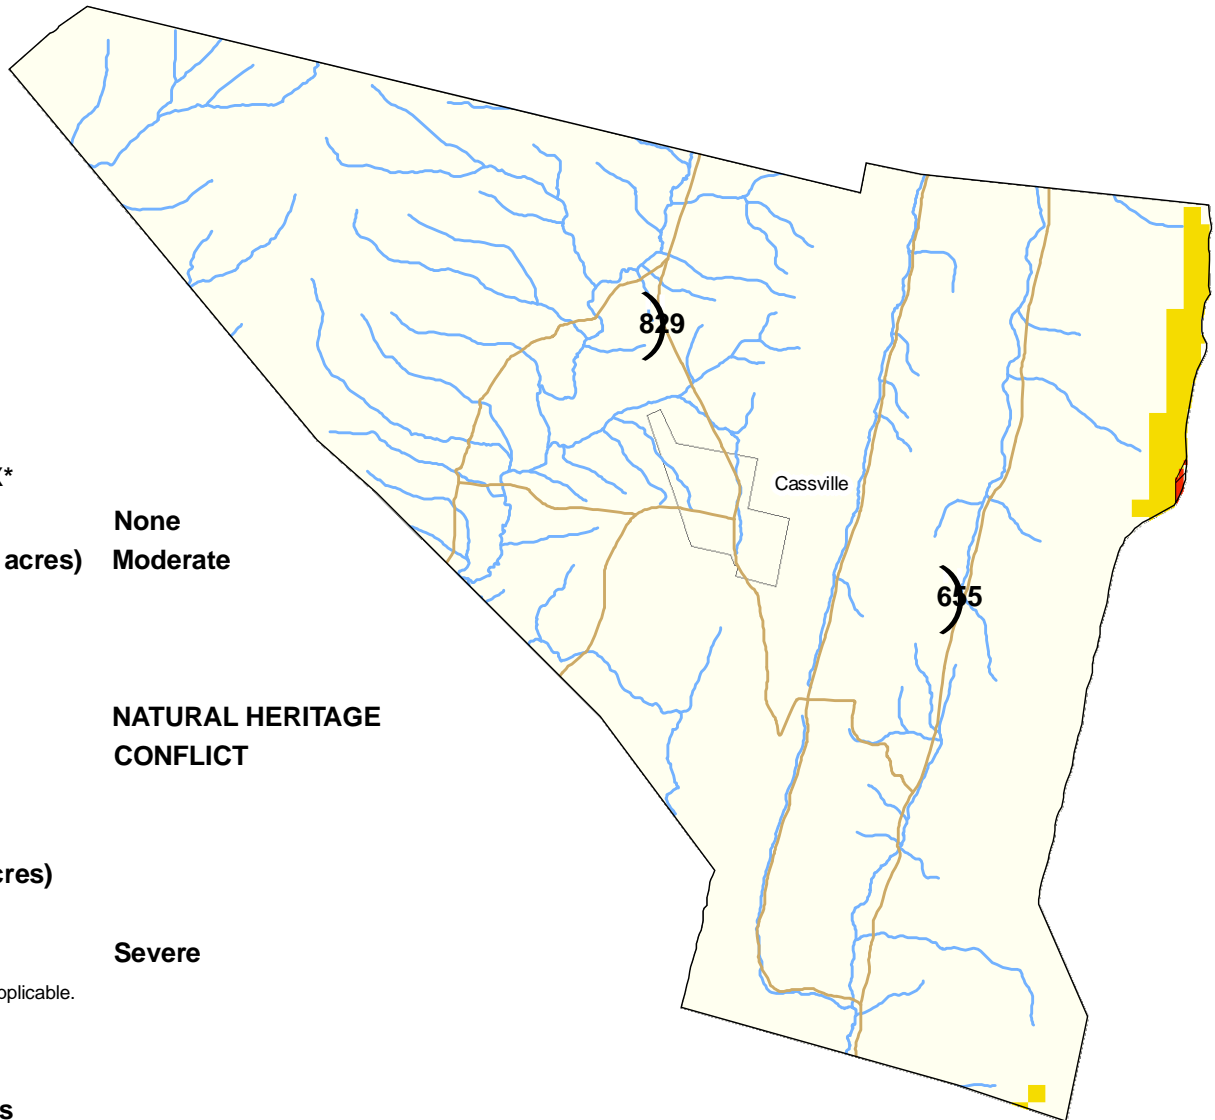 829
Cassville
X*
None
acres) Moderate
655
NATURAL HERITAGE
CONFLICT
cres)
Severe
pplicable.
s